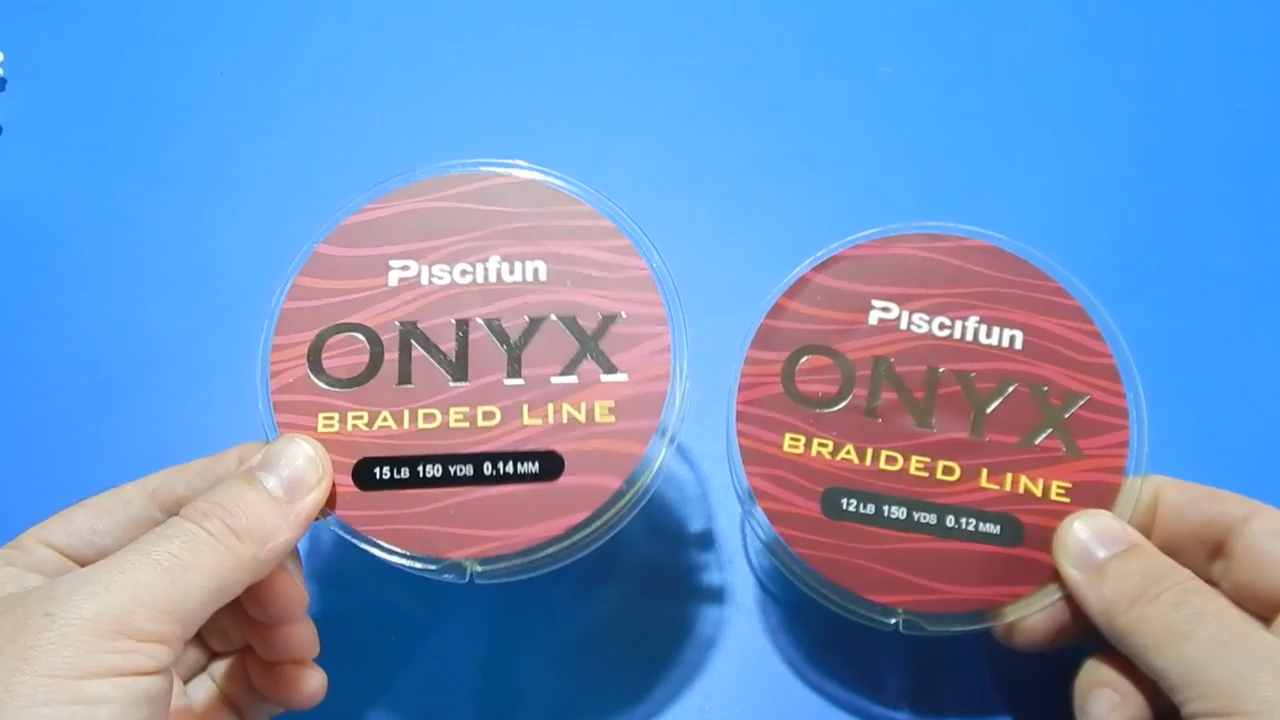 Piscifun
ONYX
BRAIDED LINE
15 LB 150 YDS 0.14 MM
Piscifun
ONYX
BRAIDED LINE
12 LB 150 YDS 0.12 MM